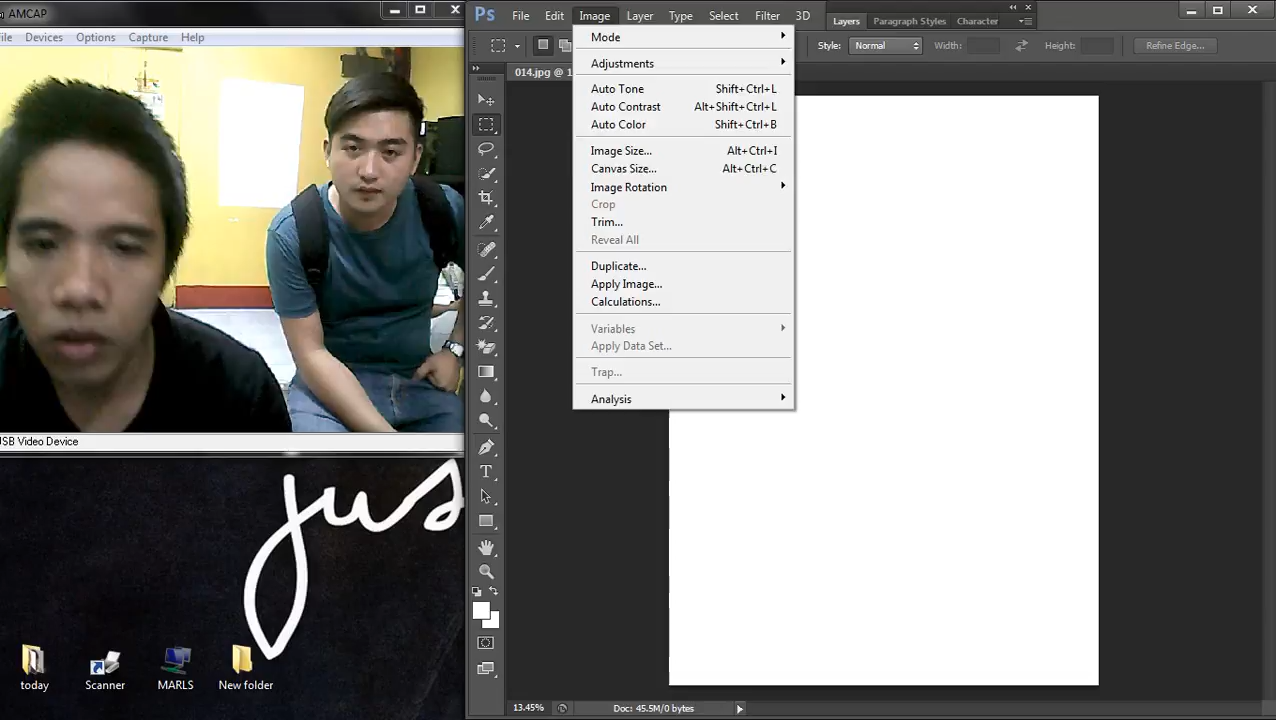 AMCAP
ile Devices Options Capture Help
SB Video Device
jus
today
Scanner
MARLS
New folder
Ps File Edit Image Layer Type Select Filter 3D
Layers Paragraph Styles Character
Style: Normal Width: Height: Refine Edge...
014.jpg @ 1
Mode
Adjustments
Auto Tone Shift+Ctrl+L
Auto Contrast Alt+Shift+Ctrl+L
Auto Color Shift+Ctrl+B
Image Size... Alt+Ctrl+I
Canvas Size... Alt+Ctrl+C
Image Rotation
Crop
Trim...
Reveal All
Duplicate...
Apply Image...
Calculations...
Variables
Apply Data Set...
Trap...
Analysis
T
13.45% Doc: 45.5M/0 bytes